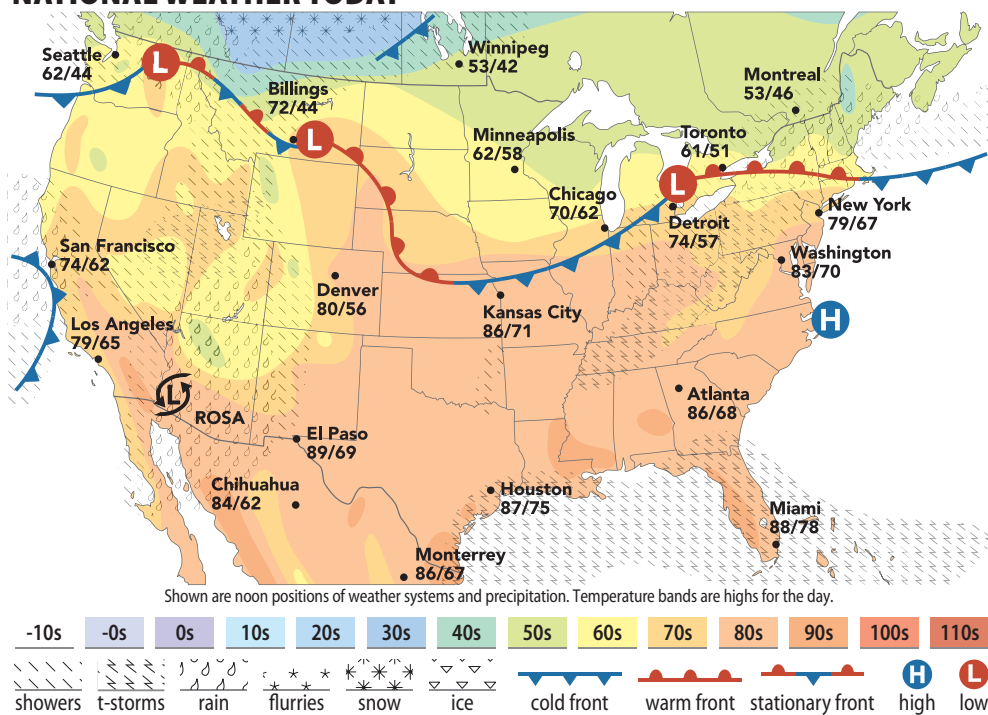 NATIONAL WEATHER TODAY
Seattle
62/44
L
Winnipeg
53/42
Billings
72/44
Montreal
53/46
L
Minneapolis
62/58
Toronto
61/51
L
Chicago
70/62
Detroit
74/57
New York
79/67
San Francisco
74/62
Washington
83/70
Denver
80/56
Kansas City
86/71
H
Los Angeles
79/65
L
ROSA
Atlanta
86/68
El Paso
89/69
Chihuahua
84/62
Houston
87/75
Miami
88/78
Monterrey
86/67
Shown are noon positions of weather systems and precipitation. Temperature bands are highs for the day.
-10s -0s 0s 10s 20s 30s 40s 50s 60s 70s 80s 90s 100s 110s
H L
showers t-storms rain flurries snow ice cold front warm front stationary front high low